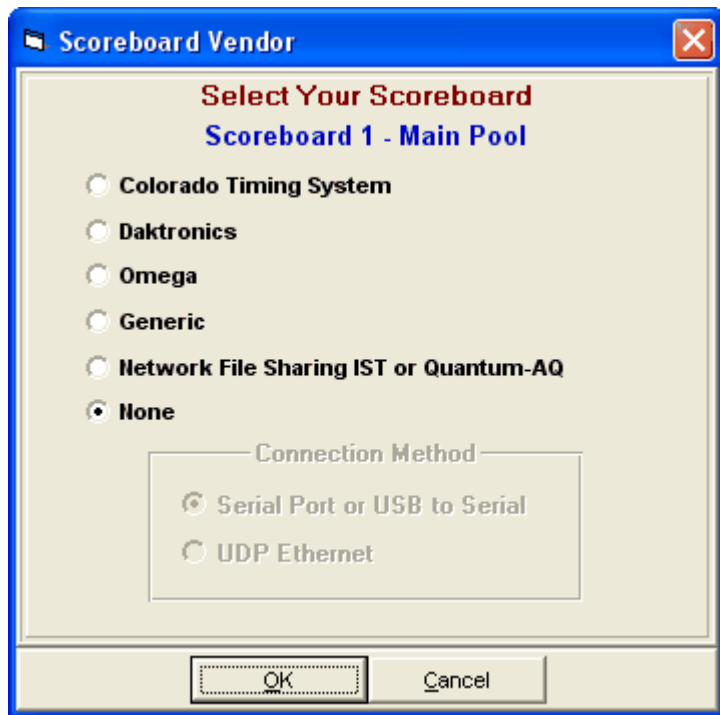 Scoreboard Vendor
Select Your Scoreboard
Scoreboard 1 - Main Pool
Colorado Timing System
Daktronics
Omega
Generic
Network File Sharing IST or Quantum-AQ
None
Connection Method
Serial Port or USB to Serial
UDP Ethernet
OK Cancel